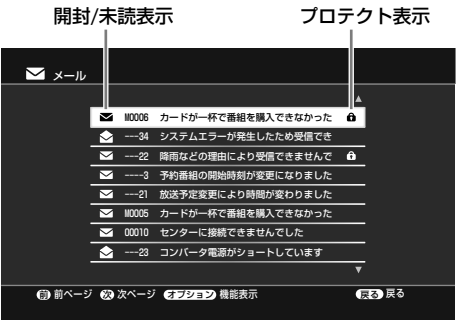 開封/未読表示 プロテクト表示
メール
M0006 カードが一杯で番組を購入できなかった
---34 システムエラーが発生したため受信でき
---22 降雨などの理由により受信できませんで
----3 予約番組の開始時刻が変更になりました
---21 放送予定変更により時間が変わりました
M0005 カードが一杯で番組を購入できなかった
00010 センターに接続できませんでした
---23 コンバータ電源がショートしています
前 前ページ 次 次ページ オプション 機能表示 戻る 戻る